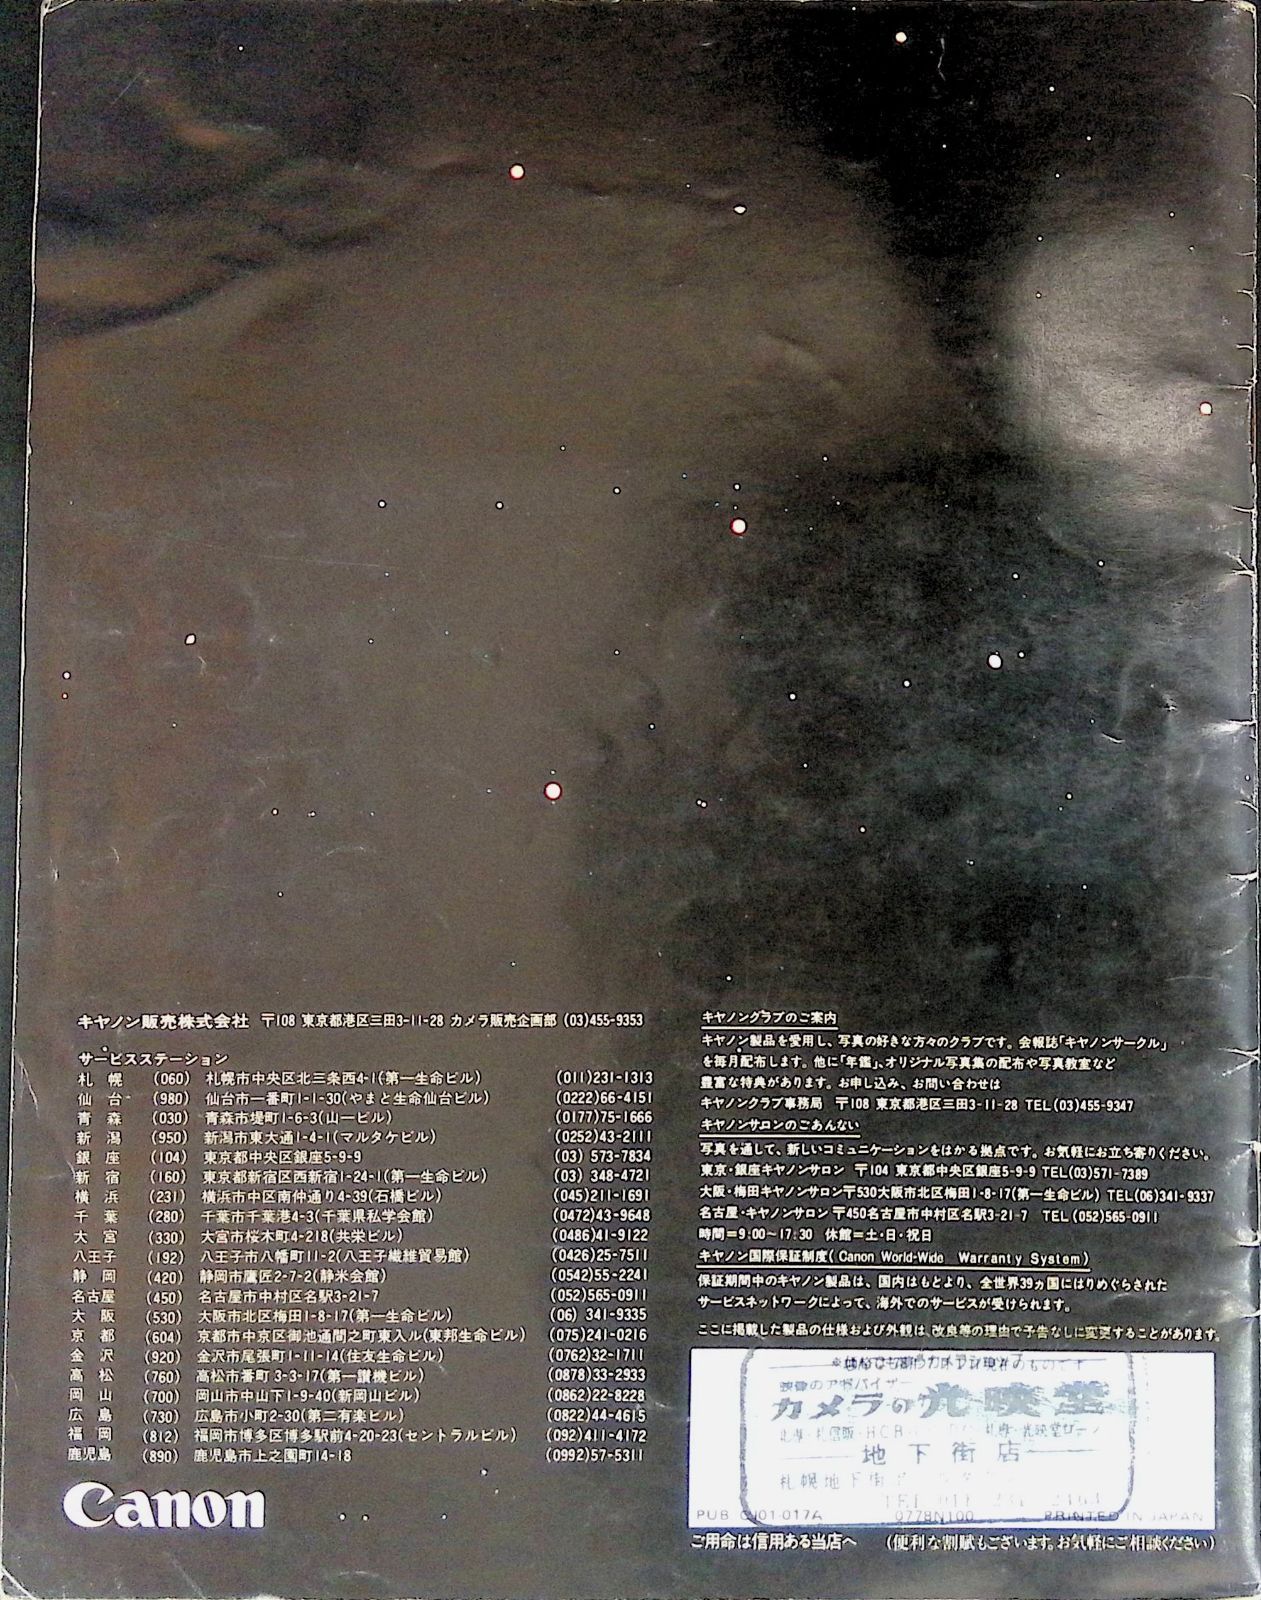 キヤノン販売株式会社 〒108 東京都港区三田3-11-28 カメラ販売企画部 (03)455-9353
サービスステーション
札幌 (060) 札幌市中央区北三条西4-1(第一生命ビル) (011)231-1313
仙台 (980) 仙台市一番町1-1-30(やまと生命仙台ビル) (0222)66-4151
青森 (030) 青森市堤町1-6-3(山一ビル) (0177)75-1666
新潟 (950) 新潟市東大通1-4-1(マルタケビル) (0252)43-2111
銀座 (104) 東京都中央区銀座5-9-9 (03) 573-7834
新宿 (160) 東京都新宿区西新宿1-24-1(第一生命ビル) (03) 348-4721
横浜 (231) 横浜市中区南仲通り4-39(石橋ビル) (045)211-1691
千葉 (280) 千葉市千葉港4-3(千葉県私学会館) (0472)43-9648
大宮 (330) 大宮市桜木町4-218(共栄ビル) (0486)41-9122
八王子 (192) 八王子市八幡町11-2(八王子繊維貿易館) (0426)25-7511
静岡 (420) 静岡市鷹匠2-7-2(静米会館) (0542)55-2241
名古屋 (450) 名古屋市中村区名駅3-21-7 (052)565-0911
大阪 (530) 大阪市北区梅田1-8-17(第一生命ビル) (06) 341-9335
京都 (604) 京都市中京区御池通間之町東入ル(東邦生命ビル) (075)241-0216
金沢 (920) 金沢市尾張町1-11-14(住友生命ビル) (0762)32-1711
高松 (760) 高松市番町3-3-17(第一讃機ビル) (0878)33-2933
岡山 (700) 岡山市中山下1-9-40(新岡山ビル) (0862)22-8228
広島 (730) 広島市小町2-30(第二有楽ビル) (0822)44-4615
福岡 (812) 福岡市博多区博多駅前4-20-23(セントラルビル) (092)411-4172
鹿児島 (890) 鹿児島市上之園町14-18 (0992)57-5311
Canon
キヤノンクラブのご案内
キヤノン製品を愛用し、写真の好きな方々のクラブです。会報誌「キヤノンサークル」
を毎月配布します。他に「年鑑」、オリジナル写真集の配布や写真教室など
豊富な特典があります。お申し込み、お問い合わせは
キヤノンクラブ事務局 〒108 東京都港区三田3-11-28 TEL(03)455-9347
キヤノンサロンのごあんない
写真を通して、新しいコミュニケーションをはかる拠点です。お気軽にお立ち寄りください。
東京・銀座キヤノンサロン 〒104 東京都中央区銀座5-9-9 TEL(03)571-7389
大阪・梅田キヤノンサロン〒530大阪市北区梅田1-8-17(第一生命ビル) TEL(06)341-9337
名古屋・キヤノンサロン〒450名古屋市中村区名駅3-21-7 TEL(052)565-0911
時間=9:00~17:30 休館=土・日・祝日
キヤノン国際保証制度(Canon World-Wide Warranty System)
保証期間中のキヤノン製品は、国内はもとより、全世界39ヵ国にはりめぐらされた
サービスネットワークによって、海外でのサービスが受けられます。
ここに掲載した製品の仕様および外観は、改良等の理由で予告なしに変更することがあります。
映像のアドバイザー
カメラの光映堂
地下街店
札幌地下街
PUB. CJ01-017A 0778N100 PRINTED IN JAPAN
ご用命は信用ある当店へ (便利な割賦もございます。お気軽にご相談ください)